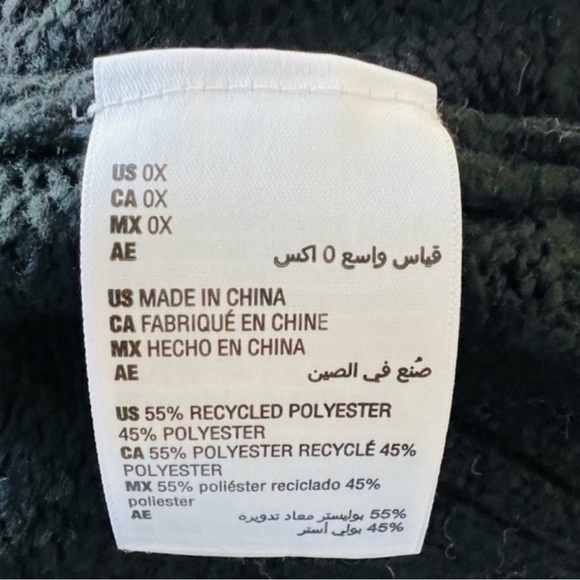 US 0X
CA 0X
MX 0X
AE قياس واسع 0 اكس
US MADE IN CHINA
CA FABRIQUÉ EN CHINE
MX HECHO EN CHINA
AE صُنع في الصين
US 55% RECYCLED POLYESTER
45% POLYESTER
CA 55% POLYESTER RECYCLÉ 45%
POLYESTER
MX 55% poliéster reciclado 45%
poliester
AE 55% بوليستر معاد تدويره
45% بولي استر